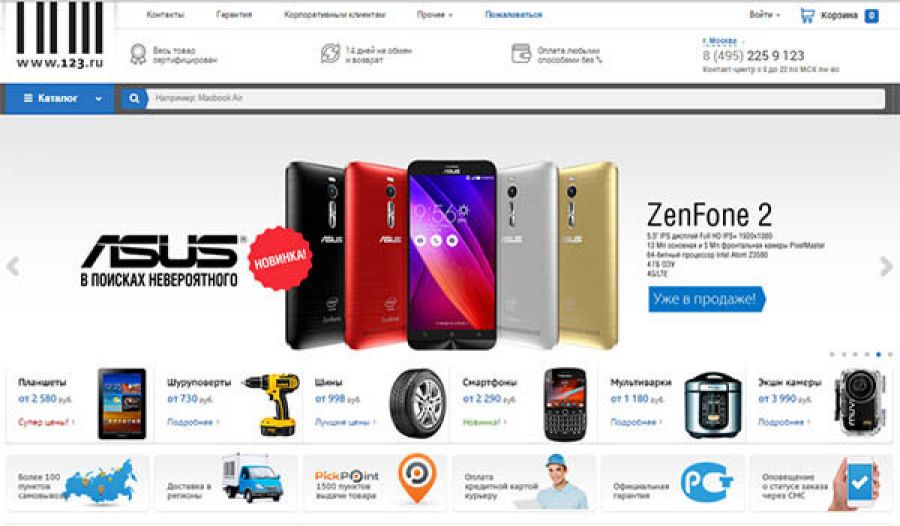 Контакты Гарантия Корпоративным клиентам Прочее Пожаловаться Войти Корзина 0
www.123.ru
Весь товар
сертифицирован
14 дней на обмен
и возврат
Оплата любыми
способами без %
г. Москва
8 (495) 225 9 123
Контакт-центр с 6 до 22 по МСК пн-вс
Каталог
Например: Macbook Air
ASUS®
В ПОИСКАХ НЕВЕРОЯТНОГО
НОВИНКА!
ASUS
ZenFone 2
5.5" IPS дисплей Full HD IPS+ 1920x1080
13 Мп основная и 5 Мп фронтальная камеры PixelMaster
64-битный процессор Intel Atom Z3580
4 ГБ ОЗУ
4G/LTE
Уже в продаже!
Планшеты
от 2 580 руб.
Супер цены!
Шуруповерты
от 730 руб.
Подробнее
Шины
от 998 руб.
Лучшие цены!
Смартфоны
от 2 290 руб.
Новинка!
Мультиварки
от 1 180 руб.
Подробнее
Экшн камеры
от 3 990 руб.
Подробнее
Более 100
пунктов
самовывоза
Доставка в
регионы
PickPoint
1500 пунктов
выдачи товара
Оплата
кредитной картой
курьеру
Официальная
гарантия
Оповещение
о статусе заказа
через СМС